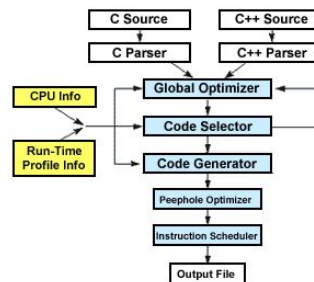 C Source
C++ Source
C Parser
C++ Parser
Global Optimizer
CPU Info
Code Selector
Run-Time
Profile Info
Code Generator
Peephole Optimizer
Instruction Scheduler
Output File